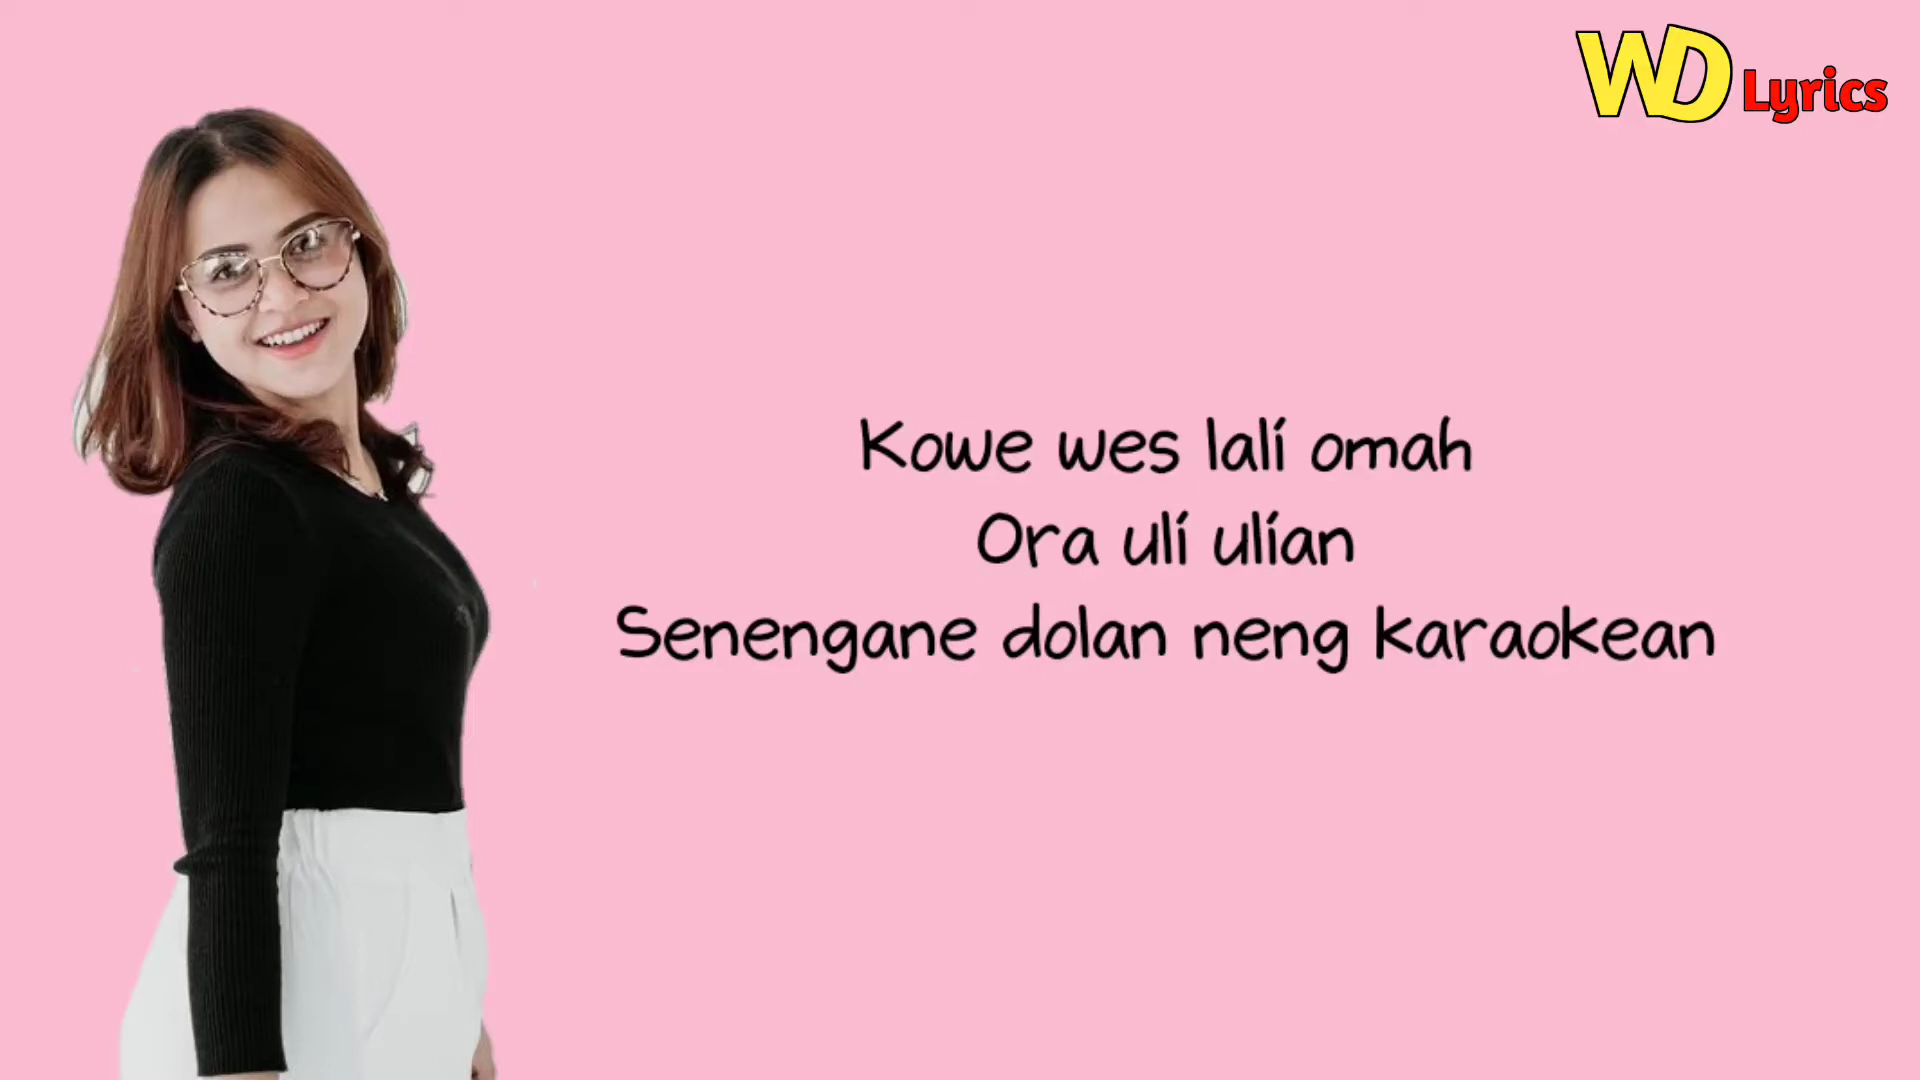 WD Lyrics
Kowe wes lali omah
Ora uli ulian
Senengane dolan neng karaokean